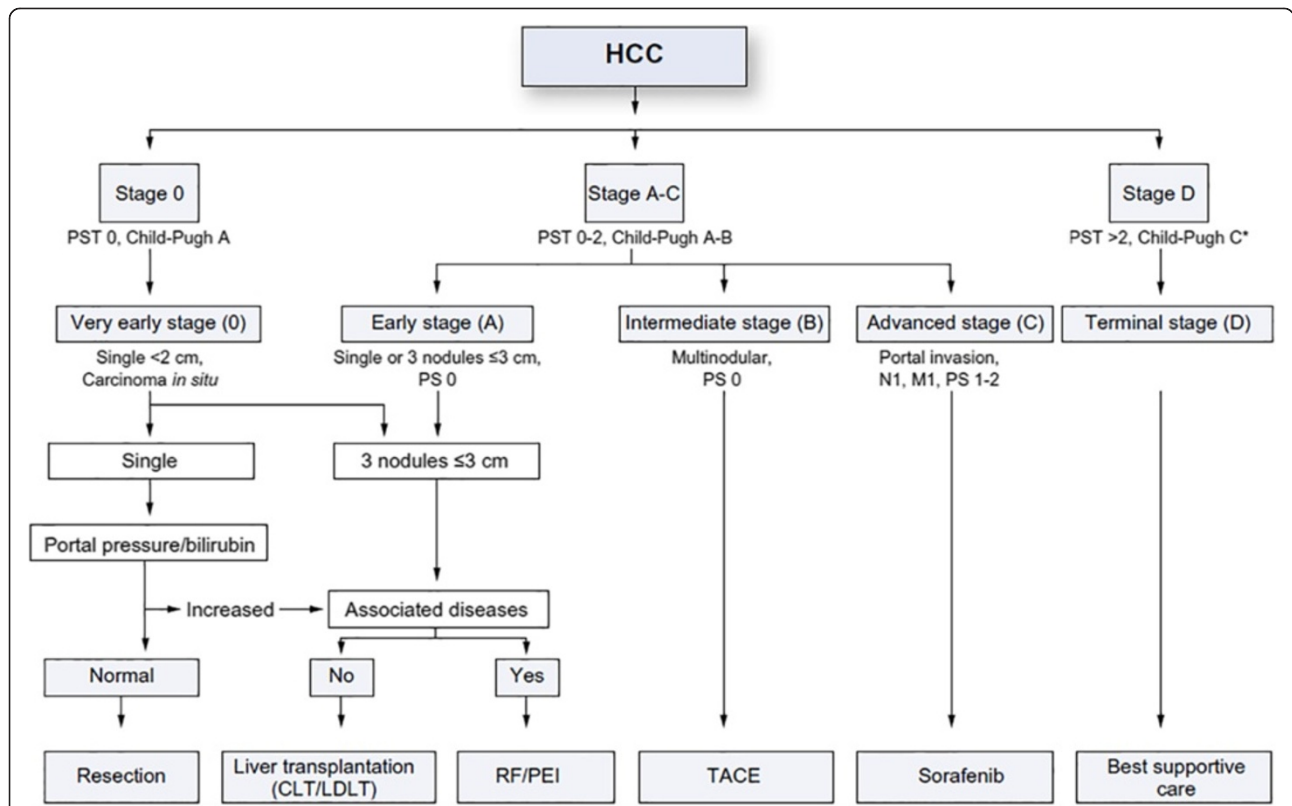 HCC
Stage 0
PST 0, Child-Pugh A
Stage A-C
PST 0-2, Child-Pugh A-B
Stage D
PST >2, Child-Pugh C*
Very early stage (0)
Single <2 cm,
Carcinoma in situ
Early stage (A)
Single or 3 nodules ≤3 cm,
PS 0
Intermediate stage (B)
Multinodular,
PS 0
Advanced stage (C)
Portal invasion,
N1, M1, PS 1-2
Terminal stage (D)
Single
3 nodules ≤3 cm
Portal pressure/bilirubin
Increased
Associated diseases
Normal
No
Yes
Resection
Liver transplantation
(CLT/LDLT)
RF/PEI
TACE
Sorafenib
Best supportive
care